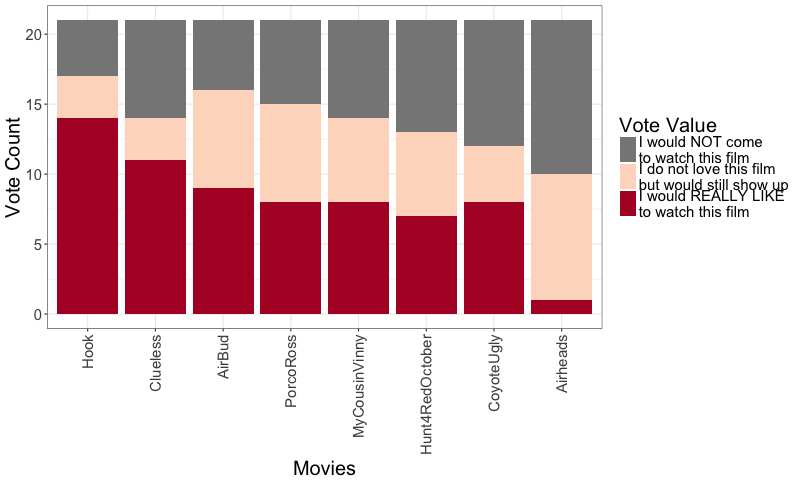 20
15
10
5
0
Vote Count
Hook
Clueless
AirBud
PorcoRoss
MyCousinVinny
Hunt4RedOctober
CoyoteUgly
Airheads
Movies
Vote Value
I would NOT come
to watch this film
I do not love this film
but would still show up
I would REALLY LIKE
to watch this film